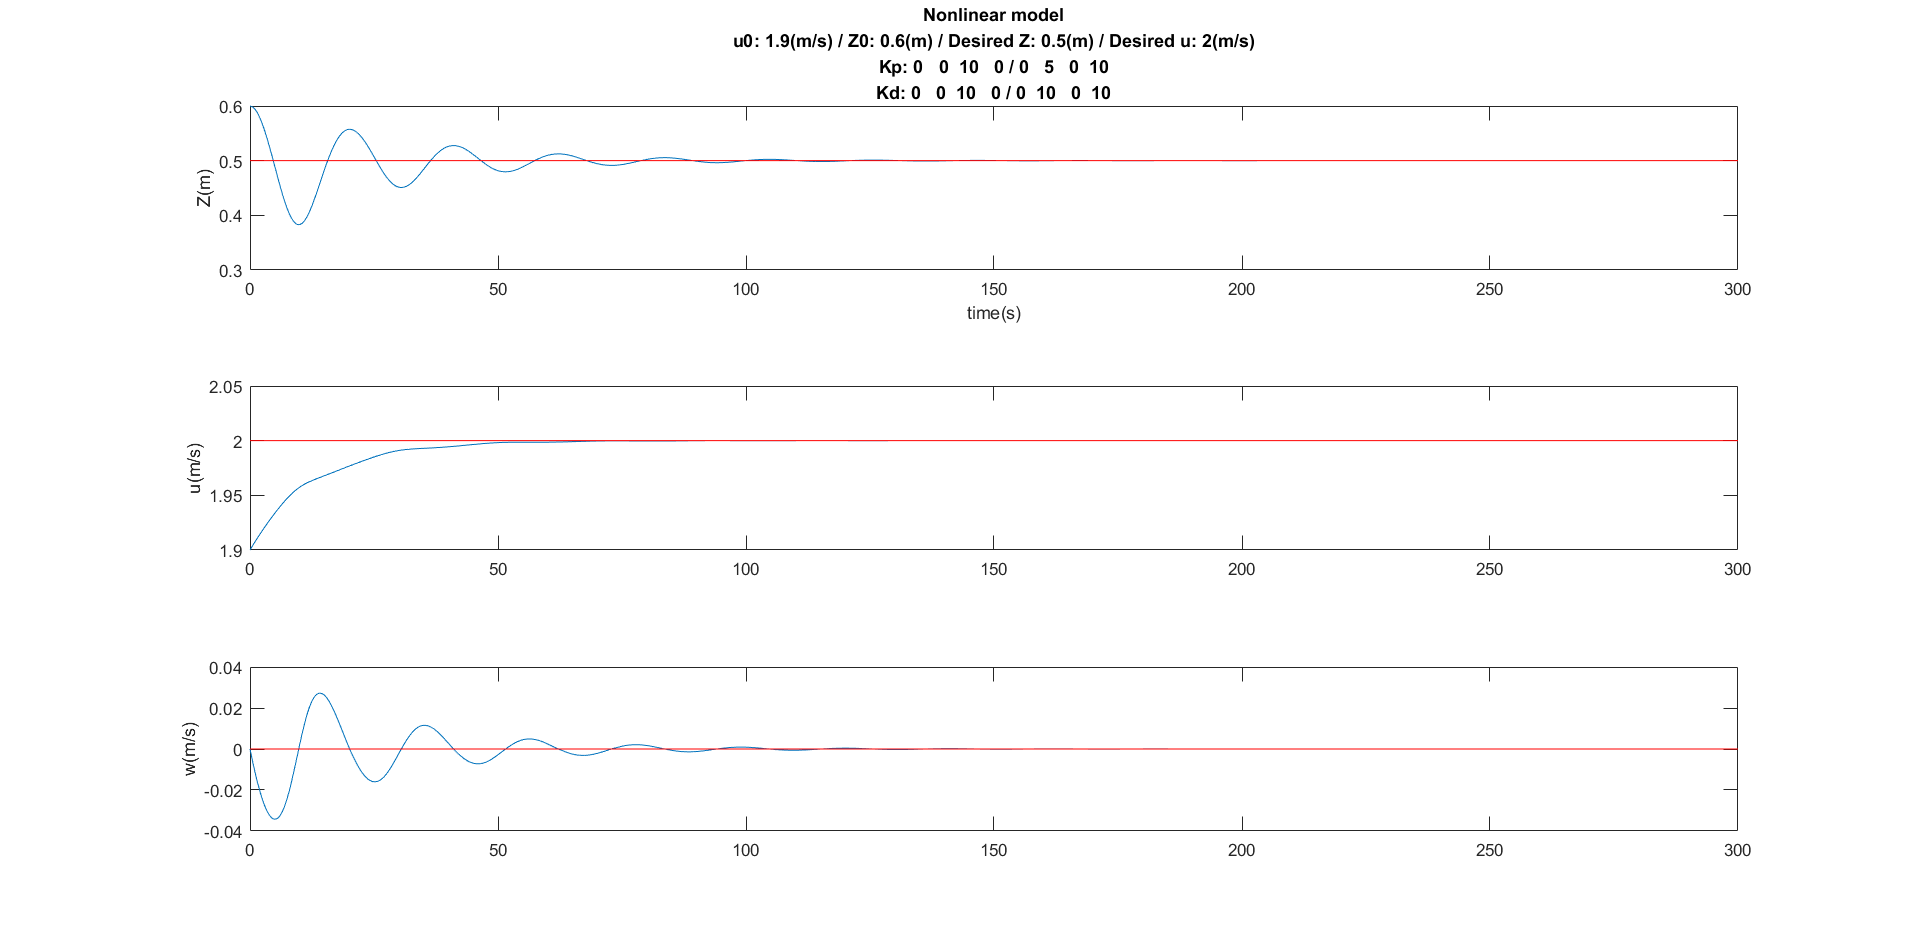 Nonlinear model
u0: 1.9(m/s) / Z0: 0.6(m) / Desired Z: 0.5(m) / Desired u: 2(m/s)
Kp: 0 0 10 0 / 0 5 0 10
Kd: 0 0 10 0 / 0 10 0 10
0.6
0.5
0.4
0.3
Z(m)
0 50 100 150 200 250 300
time(s)
2.05
2
1.95
1.9
u(m/s)
0 50 100 150 200 250 300
0.04
0.02
0
-0.02
-0.04
w(m/s)
0 50 100 150 200 250 300